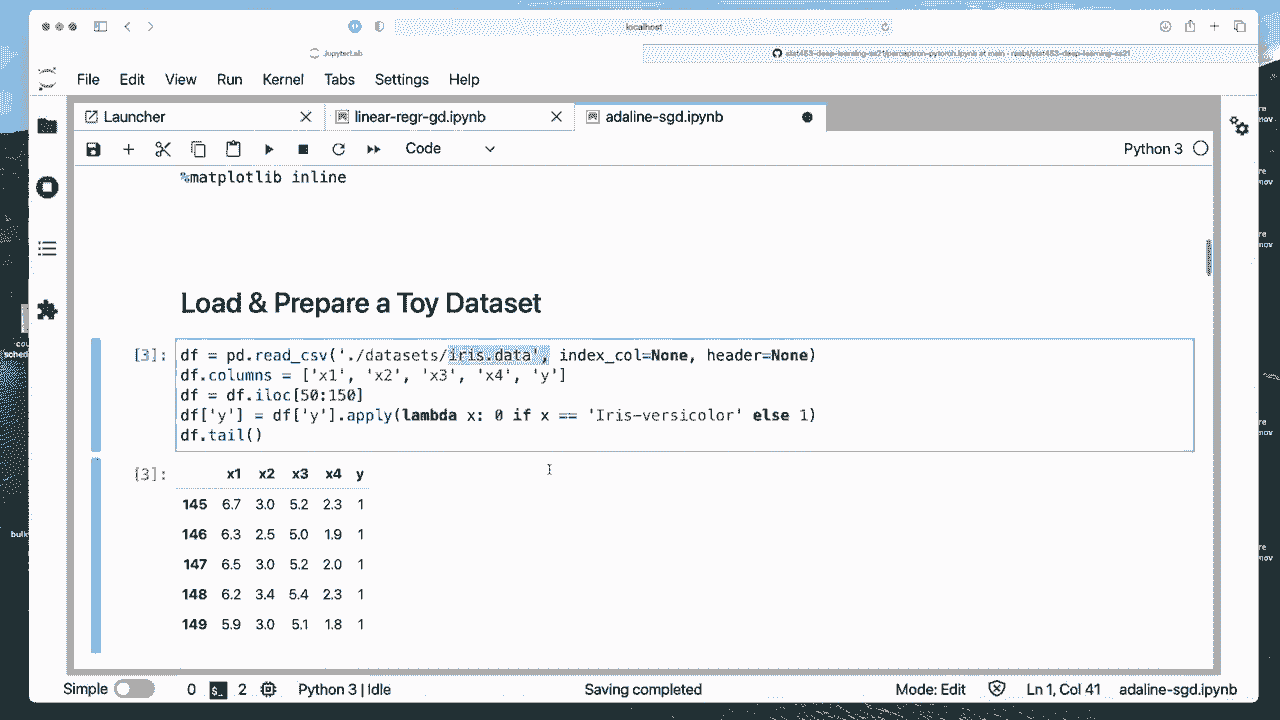 localhost
JupyterLab
stat453-deep-learning-ss21/perceptron-pytorch.ipynb at main · rasbt/stat453-deep-learning-ss21
File Edit View Run Kernel Tabs Settings Help
Launcher linear-regr-gd.ipynb adaline-sgd.ipynb
Code Python 3
%matplotlib inline
Load & Prepare a Toy Dataset
[3]: df = pd.read_csv('./datasets/iris.data', index_col=None, header=None)
df.columns = ['x1', 'x2', 'x3', 'x4', 'y']
df = df.iloc[50:150]
df['y'] = df['y'].apply(lambda x: 0 if x == 'Iris-versicolor' else 1)
df.tail()
[3]: x1 x2 x3 x4 y
145 6.7 3.0 5.2 2.3 1
146 6.3 2.5 5.0 1.9 1
147 6.5 3.0 5.2 2.0 1
148 6.2 3.4 5.4 2.3 1
149 5.9 3.0 5.1 1.8 1
Simple 0 $_ 2 Python 3 | Idle Saving completed Mode: Edit Ln 1, Col 41 adaline-sgd.ipynb